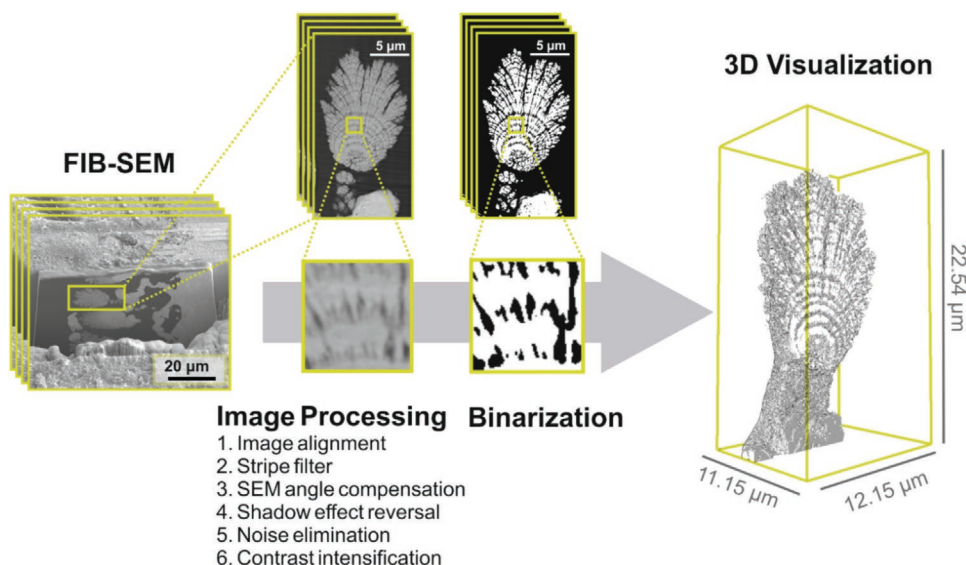 FIB-SEM
20 µm
5 µm
5 µm
Image Processing
1. Image alignment
2. Stripe filter
3. SEM angle compensation
4. Shadow effect reversal
5. Noise elimination
6. Contrast intensification
Binarization
3D Visualization
22.54 µm
11.15 µm
12.15 µm